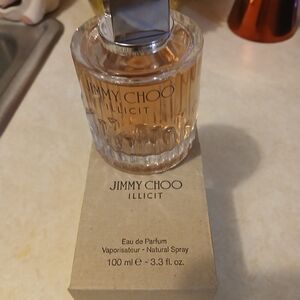 JIMMY CHOO
ILLICIT
JIMMY CHOO
ILLICIT
Eau de Parfum
Vaporisateur - Natural Spray
100 ml ℮ - 3.3 fl. oz.